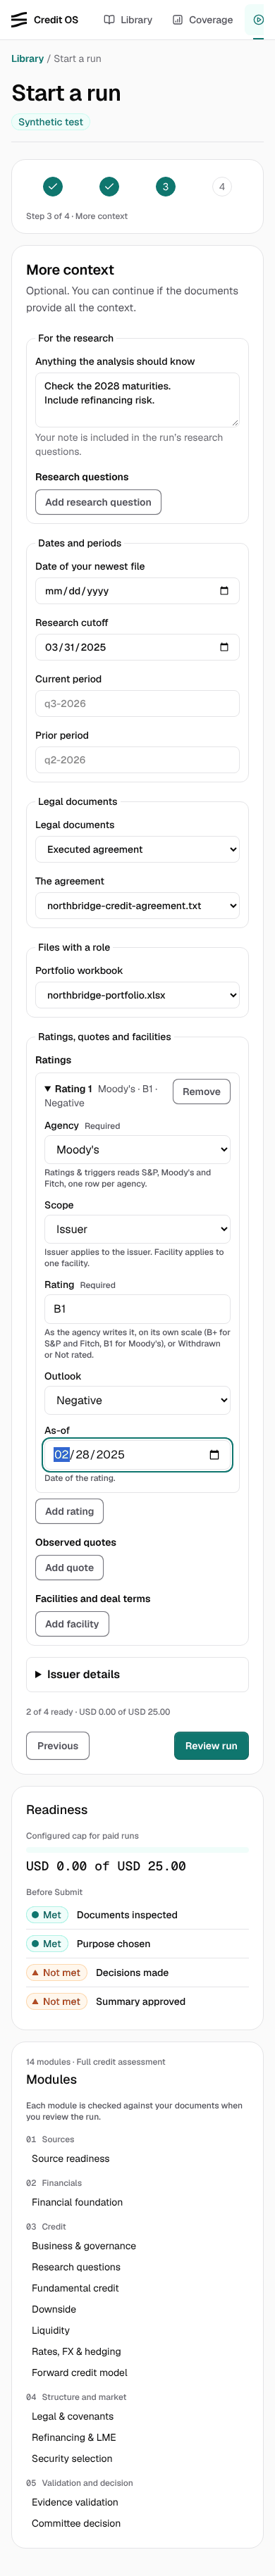 Credit OS
Library
Coverage
Library / Start a run
Start a run
Synthetic test
3
4
Step 3 of 4 · More context
More context
Optional. You can continue if the documents
provide all the context.
For the research
Anything the analysis should know
Check the 2028 maturities.
Include refinancing risk.
Your note is included in the run's research
questions.
Research questions
Add research question
Dates and periods
Date of your newest file
mm/dd/yyyy
Research cutoff
03/31/2025
Current period
q3-2026
Prior period
q2-2026
Legal documents
Legal documents
Executed agreement
The agreement
northbridge-credit-agreement.txt
Files with a role
Portfolio workbook
northbridge-portfolio.xlsx
Ratings, quotes and facilities
Ratings
Rating 1 Moody's · B1 ·
Negative
Remove
Agency Required
Moody's
Ratings & triggers reads S&P, Moody's and
Fitch, one row per agency.
Scope
Issuer
Issuer applies to the issuer. Facility applies to
one facility.
Rating Required
B1
As the agency writes it, on its own scale (B+ for
S&P and Fitch, B1 for Moody's), or Withdrawn
or Not rated.
Outlook
Negative
As-of
02/28/2025
Date of the rating.
Add rating
Observed quotes
Add quote
Facilities and deal terms
Add facility
Issuer details
2 of 4 ready · USD 0.00 of USD 25.00
Previous
Review run
Readiness
Configured cap for paid runs
USD 0.00 of USD 25.00
Before Submit
Met Documents inspected
Met Purpose chosen
Not met Decisions made
Not met Summary approved
14 modules · Full credit assessment
Modules
Each module is checked against your documents when
you review the run.
01 Sources
Source readiness
02 Financials
Financial foundation
03 Credit
Business & governance
Research questions
Fundamental credit
Downside
Liquidity
Rates, FX & hedging
Forward credit model
04 Structure and market
Legal & covenants
Refinancing & LME
Security selection
05 Validation and decision
Evidence validation
Committee decision